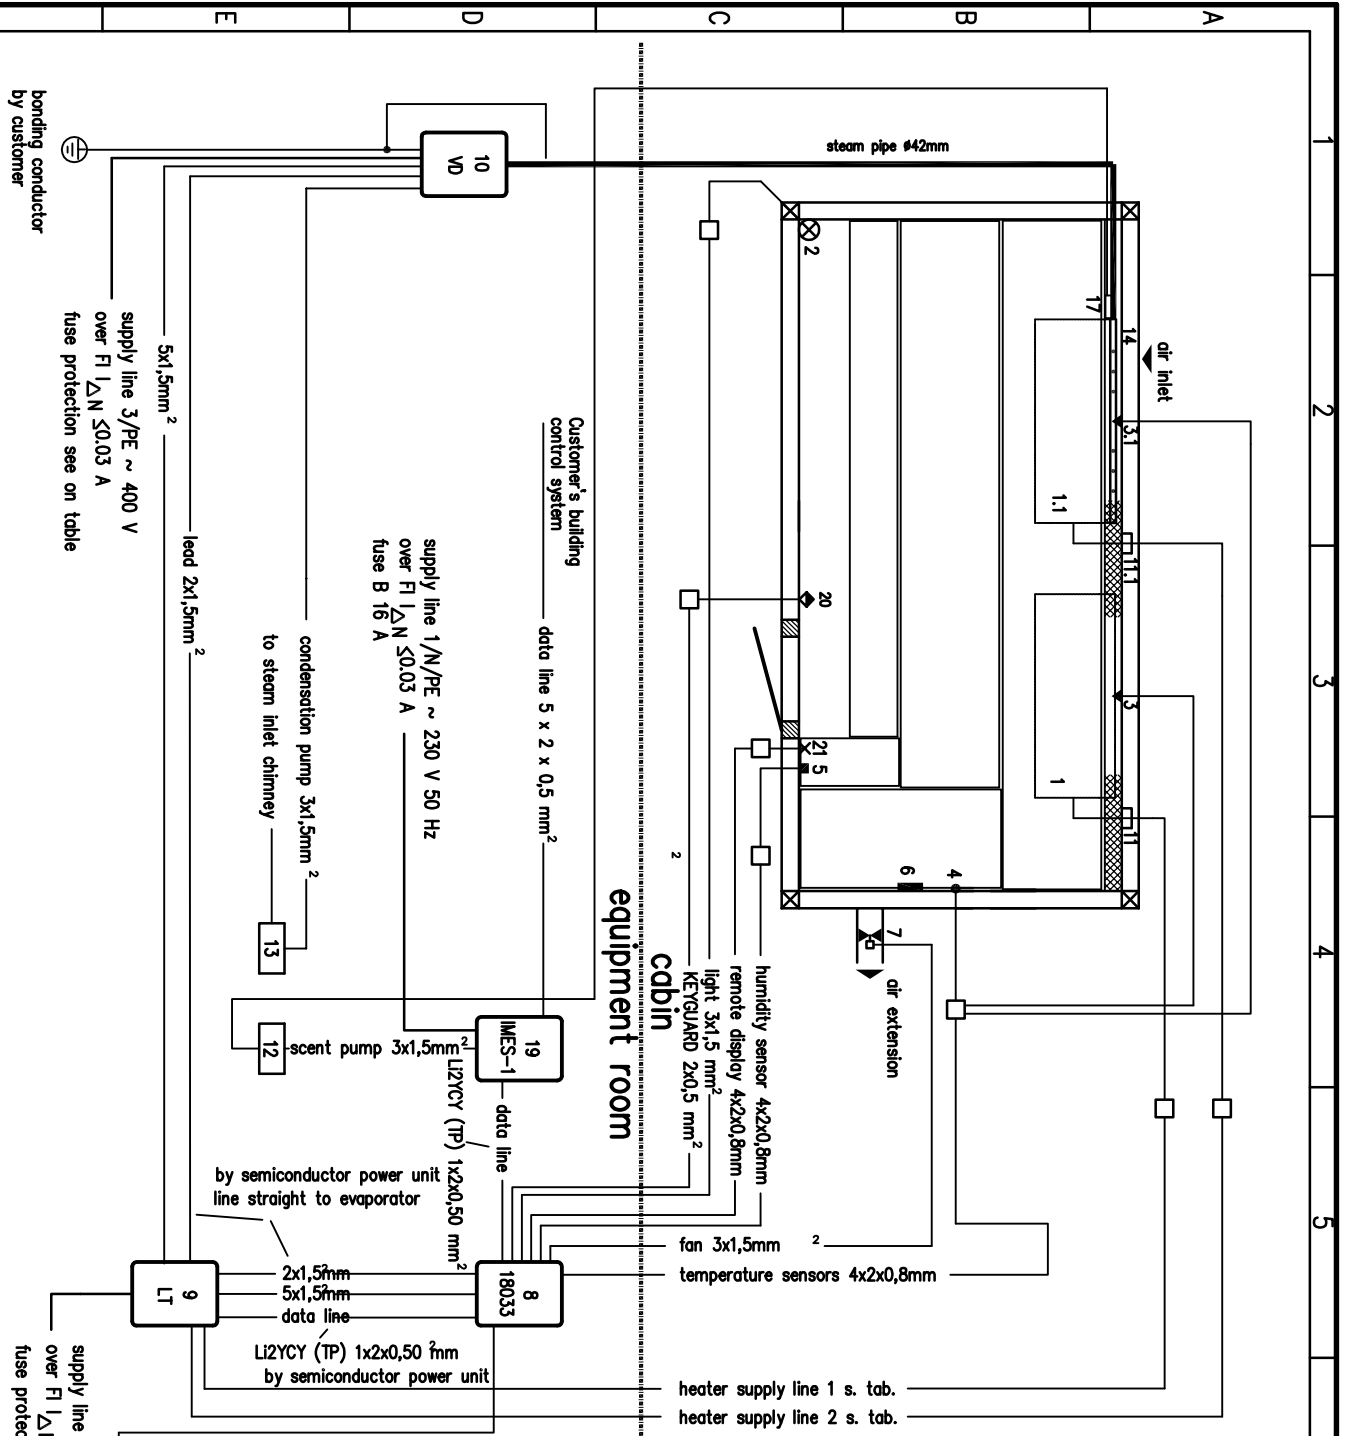 E
D
C
B
A
1
2
3
4
5
bonding conductor
by customer
10
VD
steam pipe ø42mm
supply line 3/PE ~ 400 V
over FI I△N ≤0.03 A
fuse protection see on table
5x1,5mm²
lead 2x1,5mm²
condensation pump 3x1,5mm²
to steam inlet chimney
13
12
scent pump 3x1,5mm²
Customer's building
control system
data line 5 x 2 x 0,5 mm²
supply line 1/N/PE ~ 230 V 50 Hz
over FI I△N ≤0.03 A
fuse B 16 A
19
IMES-1
data line
Li2YCY (TP) 1x2x0,50 mm²
equipment room
cabin
2
17
14
air inlet
3.1
1.1
11.1
20
3
1
11
21
5
6
4
7
air extension
2
KEYGUARD 2x0,5 mm²
light 3x1,5 mm²
remote display 4x2x0,8mm
humidity sensor 4x2x0,8mm
by semiconductor power unit
line straight to evaporator
fan 3x1,5mm ²
temperature sensors 4x2x0,8mm
2x1,5mm²
5x1,5mm²
data line
Li2YCY (TP) 1x2x0,50 ²mm
by semiconductor power unit
8
18033
9
LT
heater supply line 1 s. tab.
heater supply line 2 s. tab.
supply line
over FI I△
fuse protec